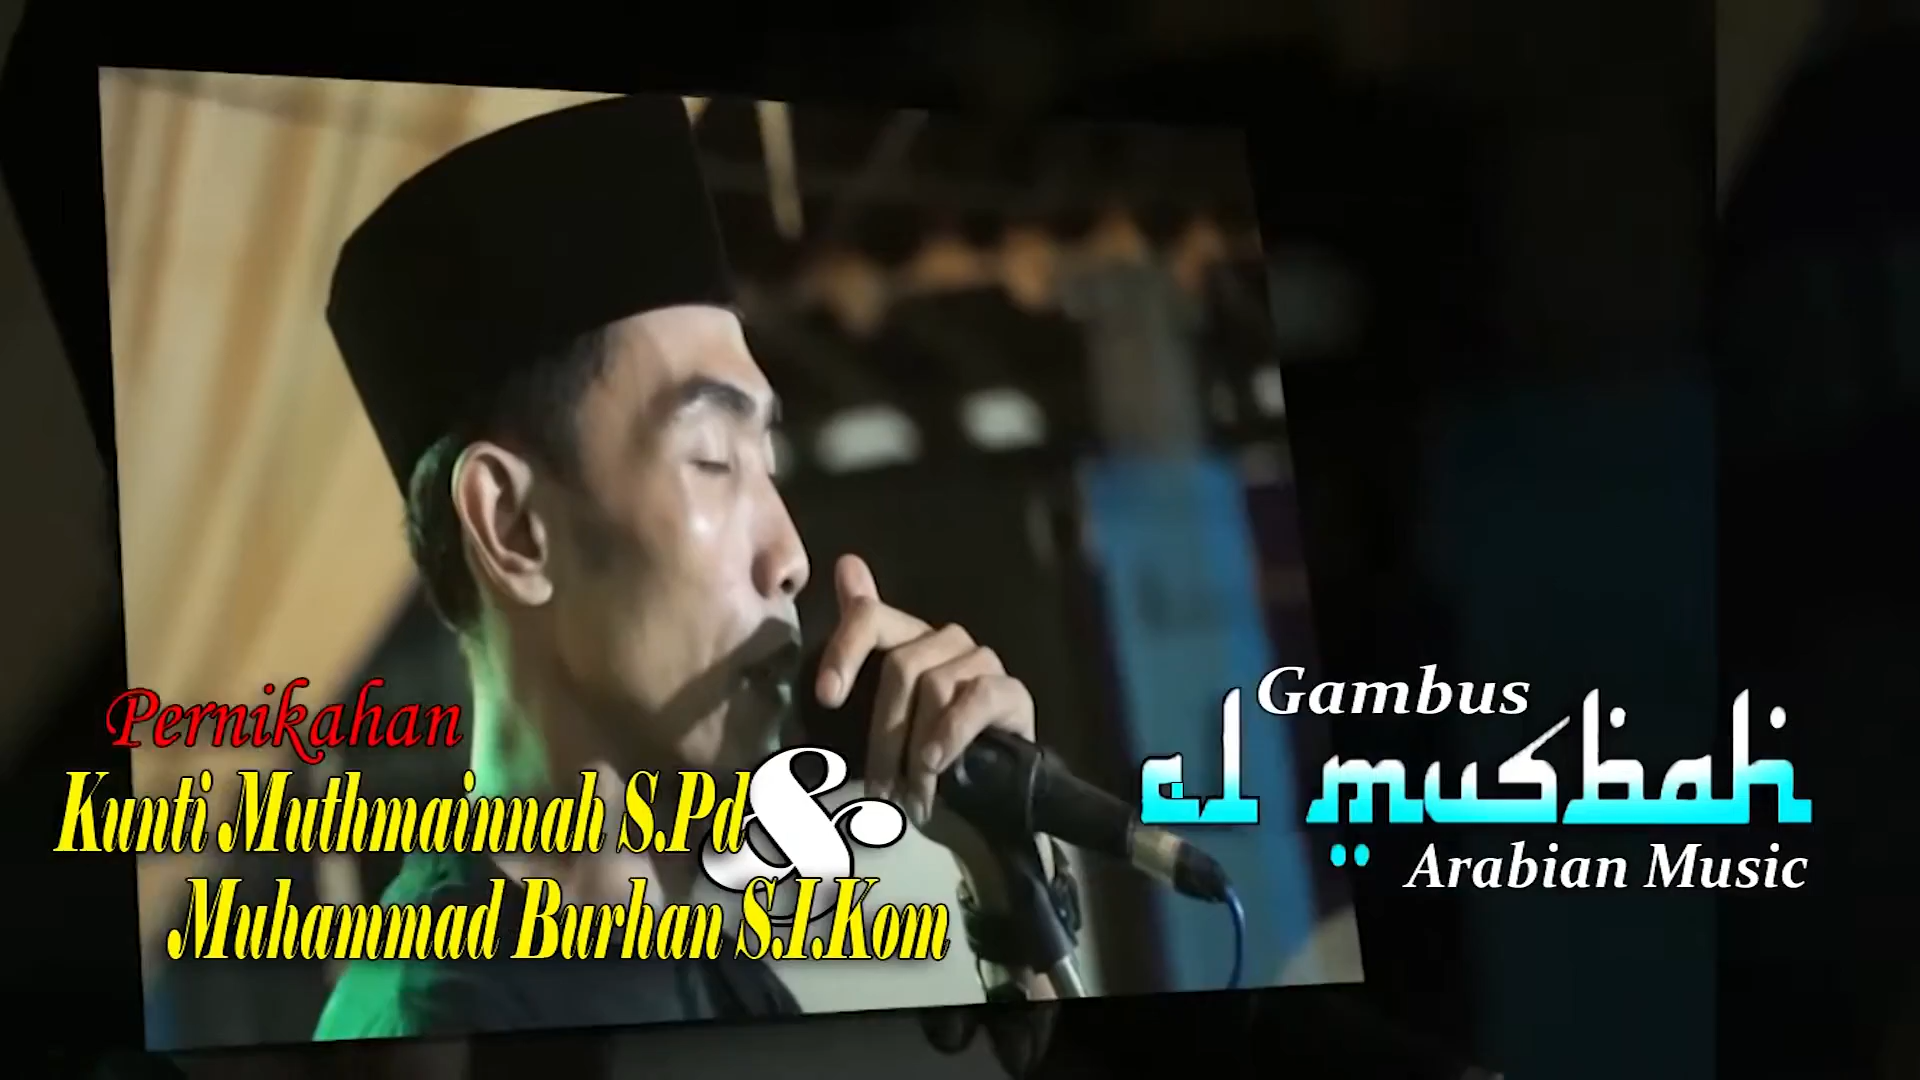 Pernikahan
Kunti Muthmainnah S.Pd
&
Muhammad Burhan S.I.Kom
Gambus
el musbah
Arabian Music